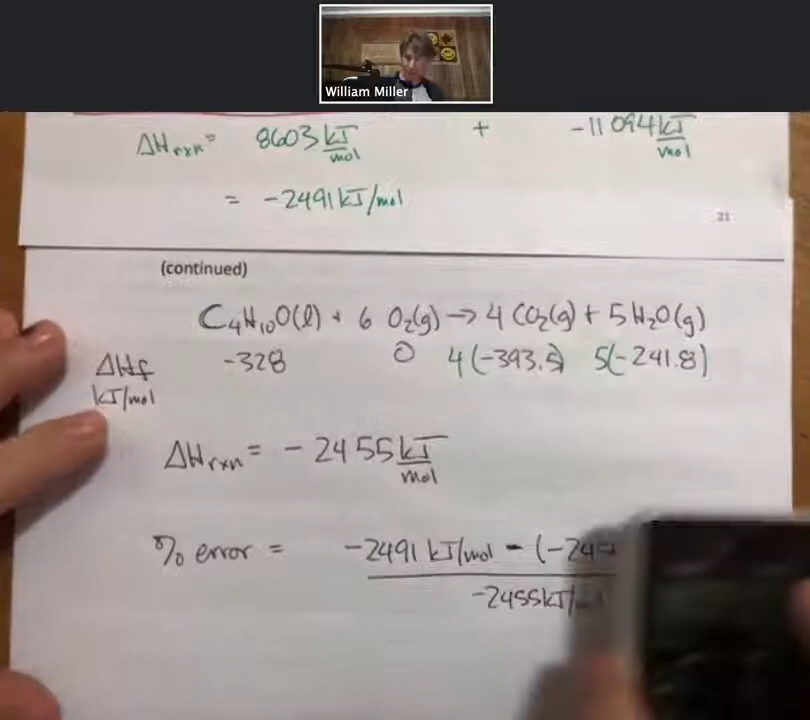 William Miller
ΔHrxn = 8603 kJ/mol + -11094 kJ/mol
= -2491 kJ/mol
21
(continued)
C₄H₁₀O(l) + 6 O₂(g) → 4 CO₂(g) + 5 H₂O(g)
ΔHf kJ/mol -328 0 4(-393.5) 5(-241.8)
ΔHrxn = -2455 kJ/mol
% error = -2491 kJ/mol - (-24
-2455 kJ/